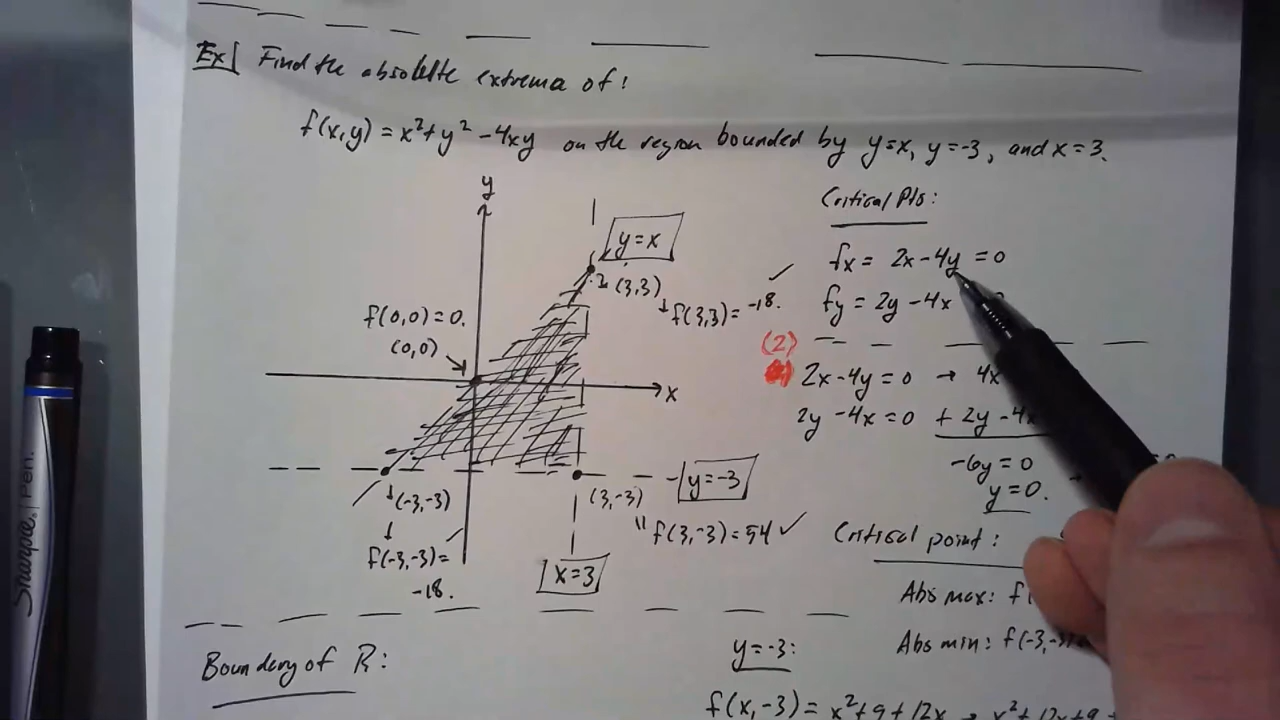 Ex] Find the absolute extrema of:
f(x,y) = x² + y² - 4xy on the region bounded by y=x, y=-3, and x=3.
Critical Pts:
fx = 2x - 4y = 0
fy = 2y - 4x
(2)
2x - 4y = 0 → 4x
2y - 4x = 0 + 2y - 4x
-6y = 0 →
y = 0.
Critical point:
Abs max: f(
Abs min: f(-3,-3)
y
y=x
(3,3)
f(3,3) = -18. ✓
f(0,0) = 0.
(0,0)
x
(-3,-3)
f(-3,-3) =
-18.
(3,-3)
y=-3
" f(3,-3) = 54 ✓
x=3
Boundary of R:
y=-3:
f(x,-3) = x² + 9 + 12x → x² + 12x + 9
Sharpie. | Pen.